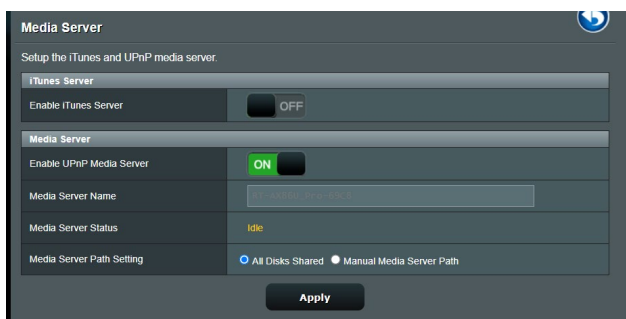 Media Server
Setup the iTunes and UPnP media server.
iTunes Server
Enable iTunes Server OFF
Media Server
Enable UPnP Media Server ON
Media Server Name
Media Server Status Idle
Media Server Path Setting All Disks Shared Manual Media Server Path
Apply